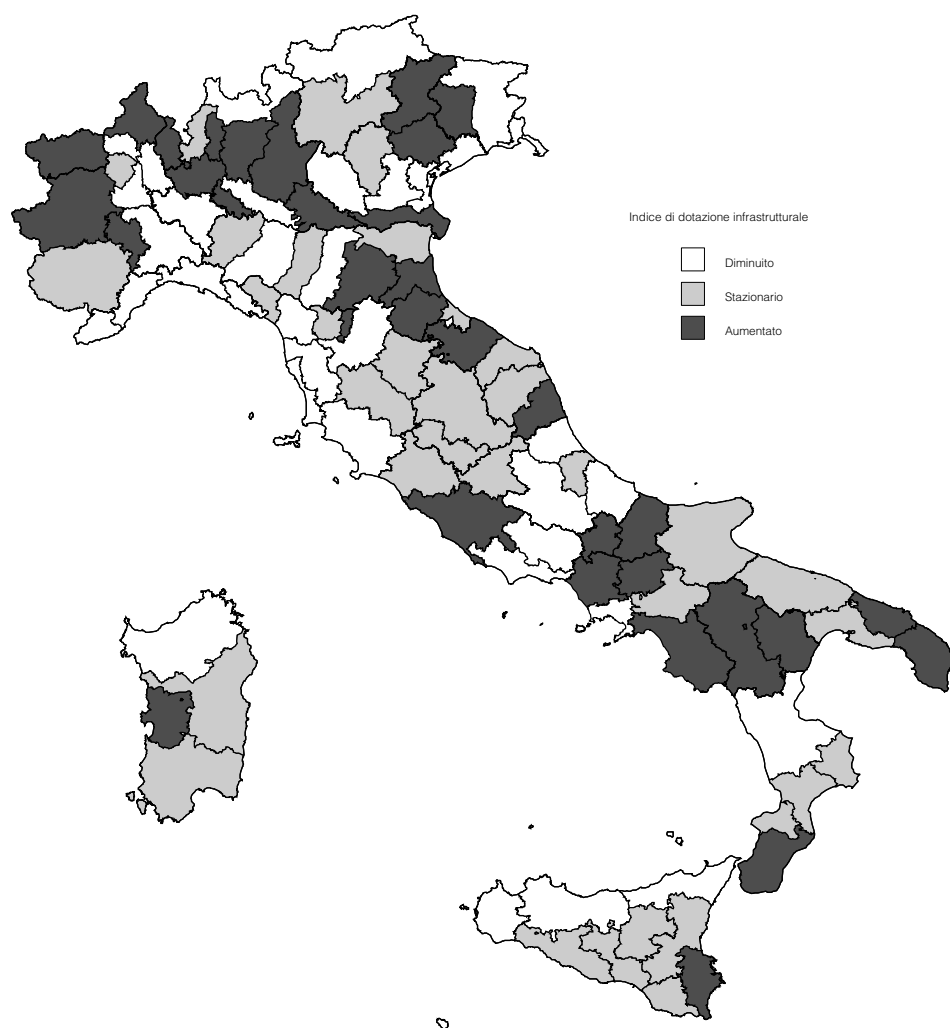 Indice di dotazione infrastrutturale
Diminuito
Stazionario
Aumentato